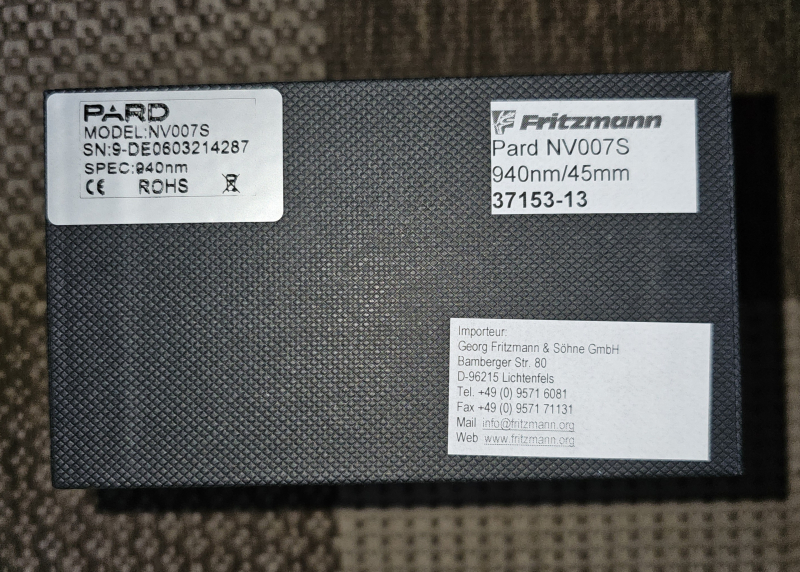 PARD
MODEL:NV007S
SN:9-DE0603214287
SPEC:940nm
CE ROHS
Fritzmann
Pard NV007S
940nm/45mm
37153-13
Importeur:
Georg Fritzmann & Söhne GmbH
Bamberger Str. 80
D-96215 Lichtenfels
Tel. +49 (0) 9571 6081
Fax +49 (0) 9571 71131
Mail info@fritzmann.org
Web www.fritzmann.org